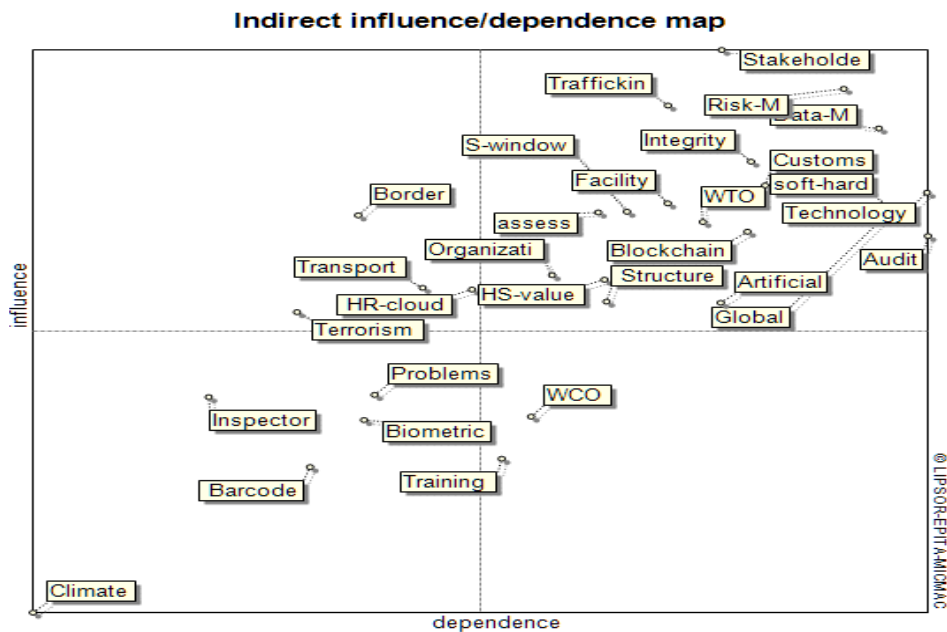 Indirect influence/dependence map
Stakeholde
Traffickin
Risk-M
ata-M
Integrity
S-window
Customs
Facility
soft-hard
WTO
Border
Technology
assess
Organizati
Blockchain
Audit
Transport
Structure
Artificial
HS-value
HR-cloud
Global
Terrorism
influence
Problems
WCO
Inspector
Biometric
Training
Barcode
Climate
dependence
© LIPSOR-EPITA-MICMAC